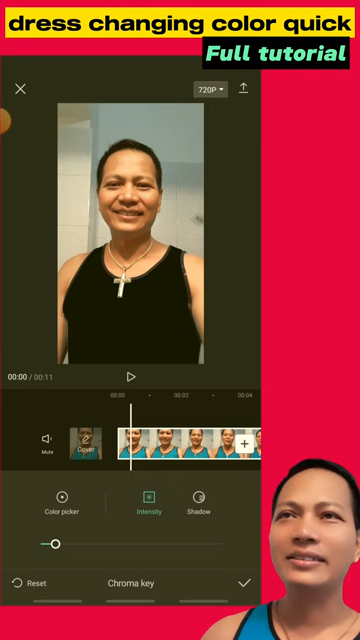 dress changing color quick
Full tutorial
720P
00:00 / 00:11
00:00
00:02
00:04
Mute
Cover
Color picker
Intensity
Shadow
Reset
Chroma key